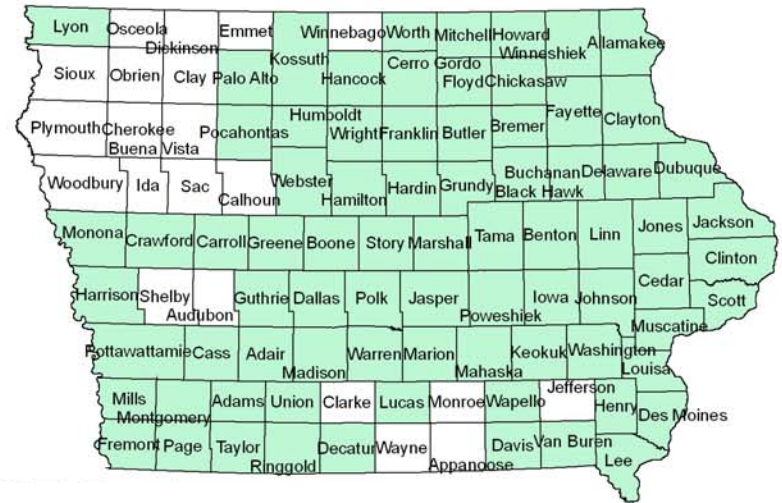 Lyon Osceola Emmet Winnebago Worth Mitchell Howard Allamakee
Dickinson Winneshiek
Kossuth Cerro Gordo
Sioux Obrien Clay Palo Alto Hancock Floyd Chickasaw
Humboldt Fayette
Plymouth Cherokee Pocahontas Wright Franklin Butler Bremer Clayton
Buena Vista
Woodbury Ida Sac Webster Hardin Grundy Buchanan Delaware Dubuque
Calhoun Hamilton Black Hawk
Monona Crawford Carroll Greene Boone Story Marshall Tama Benton Linn Jones Jackson
Clinton
Harrison Shelby Guthrie Dallas Polk Jasper Iowa Johnson Cedar Scott
Audubon Poweshiek
Muscatine
Pottawattamie Cass Adair Warren Marion Keokuk Washington
Madison Mahaska Louisa
Mills Adams Union Clarke Lucas Monroe Wapello Jefferson Henry Des Moines
Montgomery
Fremont Page Taylor Decatur Wayne Davis Van Buren Lee
Ringgold Appanoose